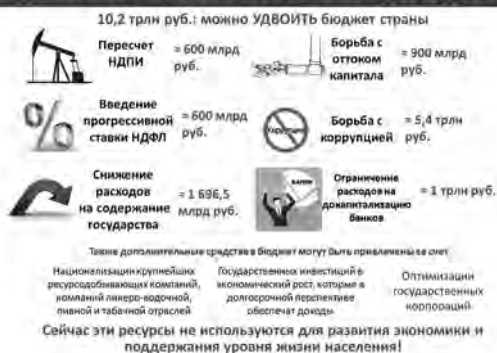 10,2 трлн руб.: можно УДВОИТЬ бюджет страны
Пересчет
НДПИ
= 600 млрд
руб.
Борьба с
оттоком
капитала
= 900 млрд
руб.
%
Введение
прогрессивной
ставки НДФЛ
= 600 млрд
руб.
Коррупция
Борьба с
коррупцией
= 5,4 трлн
руб.
Снижение
расходов
на содержание
государства
= 1 696,5
млрд руб.
БАНКИ
Ограничение
расходов на
докапитализацию
банков
= 1 трлн руб.
Также дополнительные средства в бюджет могут быть привлечены за счет
Национализации крупнейших
ресурсодобывающих компаний,
компаний ликеро-водочной,
пивной и табачной отраслей
Государственных инвестиций в
экономический рост, которые в
долгосрочной перспективе
обеспечат доходы
Оптимизации
государственных
корпораций
Сейчас эти ресурсы не используются для развития экономики и
поддержания уровня жизни населения!